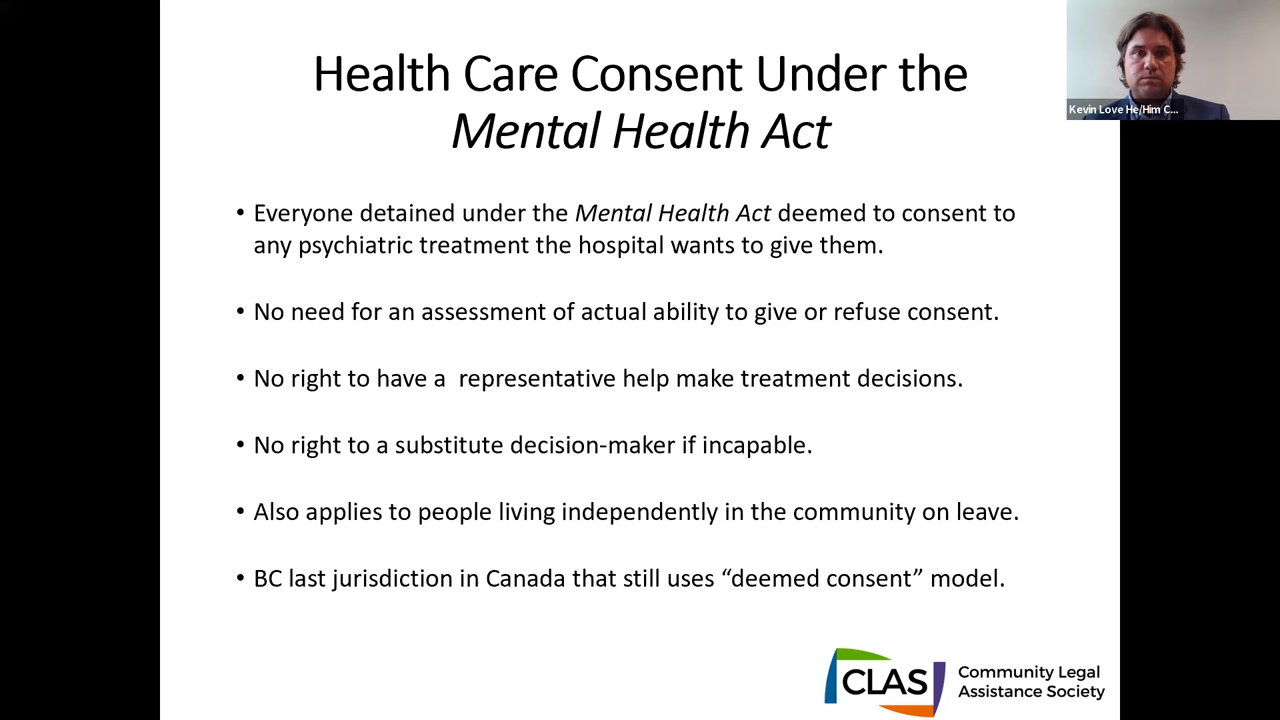 Health Care Consent Under the
Mental Health Act
Kevin Love He/Him C...
• Everyone detained under the Mental Health Act deemed to consent to
any psychiatric treatment the hospital wants to give them.
• No need for an assessment of actual ability to give or refuse consent.
• No right to have a  representative help make treatment decisions.
• No right to a substitute decision-maker if incapable.
• Also applies to people living independently in the community on leave.
• BC last jurisdiction in Canada that still uses “deemed consent” model.
CLAS
Community Legal
Assistance Society